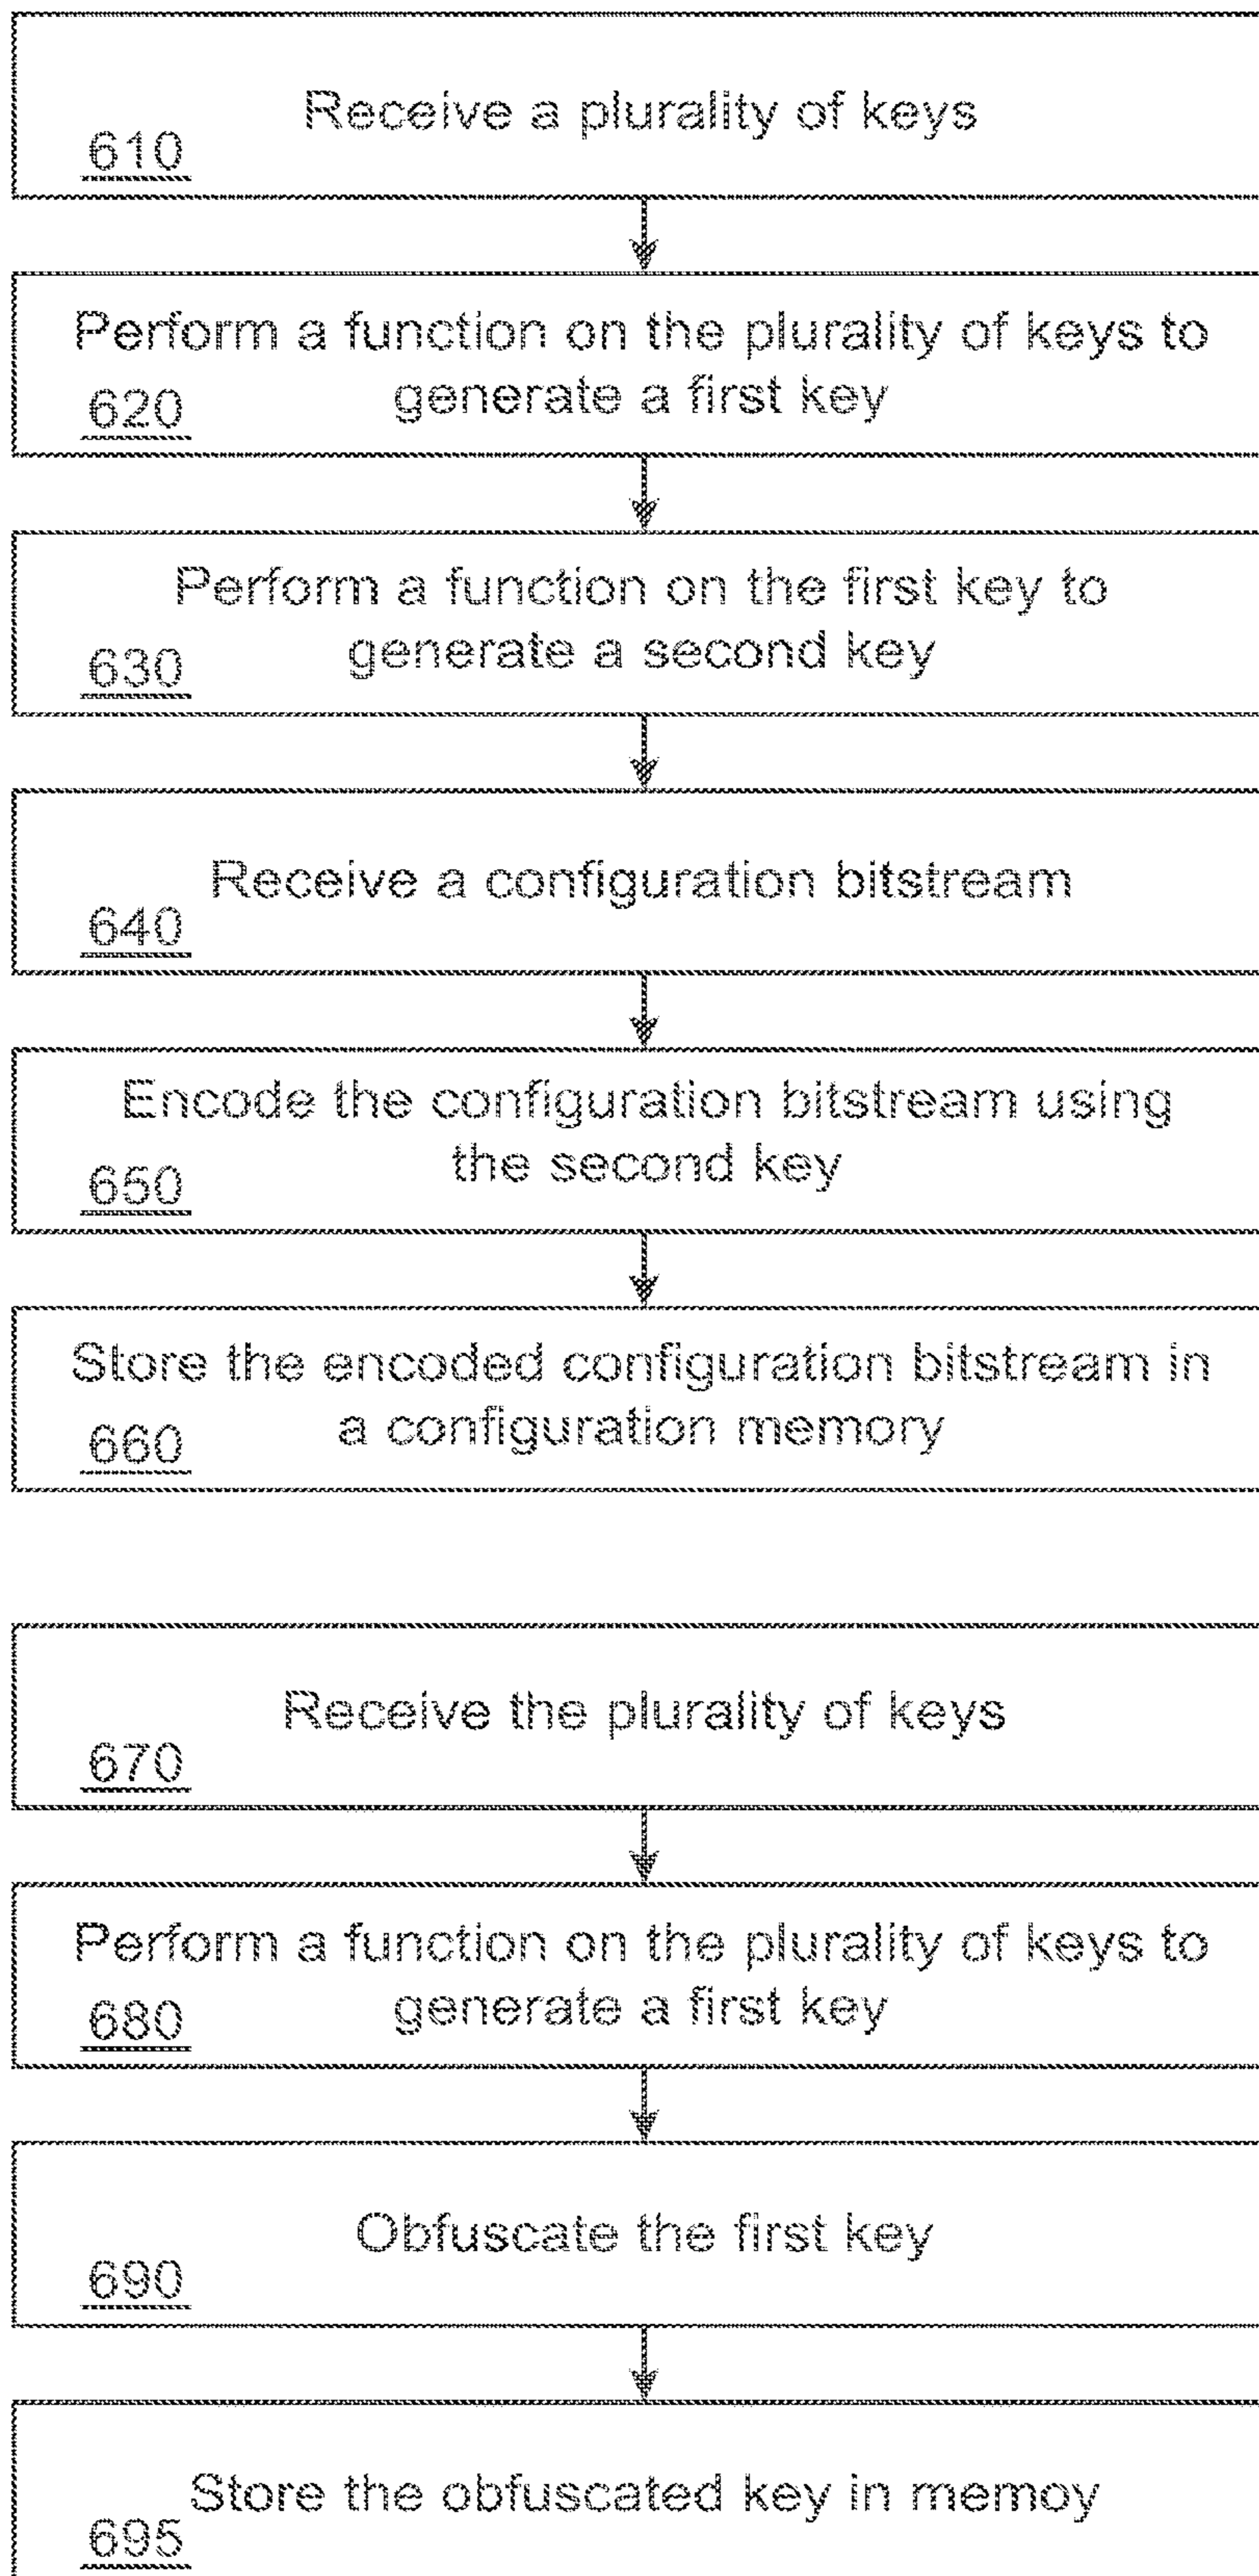 Receive a plurality of keys
610
Perform a function on the plurality of keys to
generate a first key
620
Perform a function on the first key to
generate a second key
630
Receive a configuration bitstream
640
Encode the configuration bitstream using
the second key
650
Store the encoded configuration bitstream in
a configuration memory
660
Receive the plurality of keys
670
Perform a function on the plurality of keys to
generate a first key
680
Obfuscate the first key
690
Store the obfuscated key in memoy
695